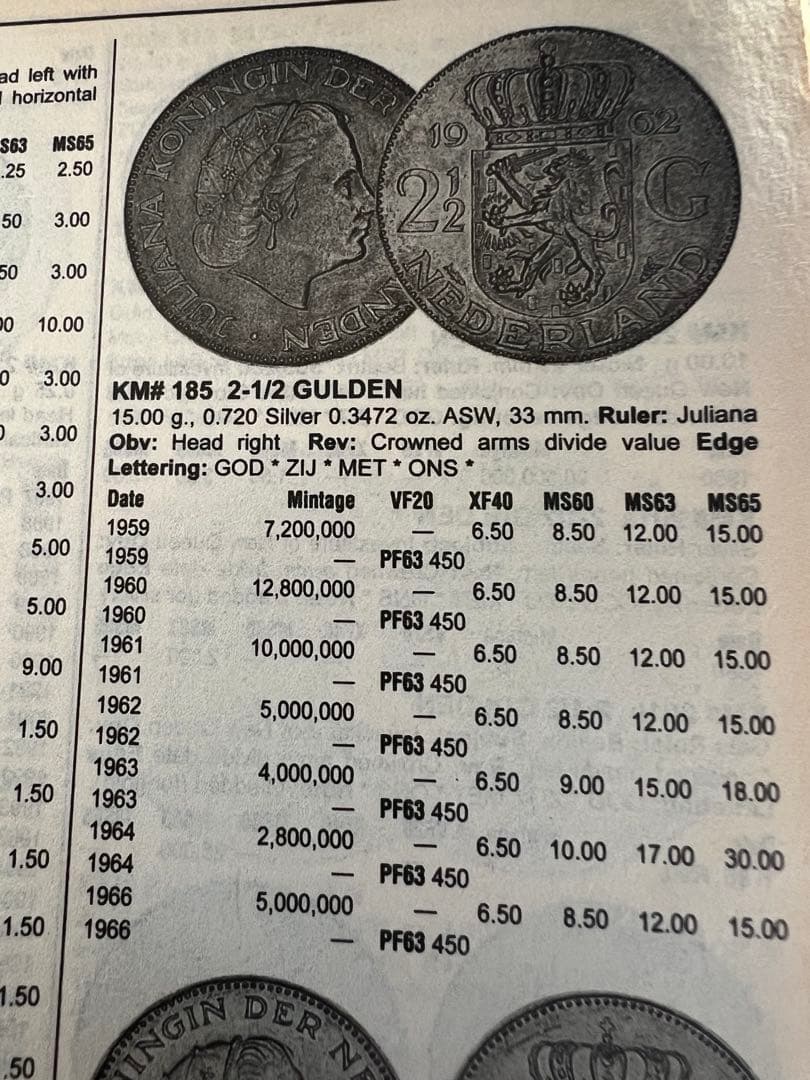 ad left with
horizontal
S63 MS65
.25 2.50
50 3.00
50 3.00
00 10.00
0 3.00
0 3.00
3.00
5.00
5.00
9.00
1.50
1.50
1.50
1.50
1.50
.50
JULIANA KONINGIN DER
NDEN
19 62
2 1/2 G
NEDERLAND
KM# 185 2-1/2 GULDEN
15.00 g., 0.720 Silver 0.3472 oz. ASW, 33 mm. Ruler: Juliana
Obv: Head right Rev: Crowned arms divide value Edge
Lettering: GOD * ZIJ * MET * ONS *
Date Mintage VF20 XF40 MS60 MS63 MS65
1959 7,200,000 — 6.50 8.50 12.00 15.00
1959 — PF63 450
1960 12,800,000 — 6.50 8.50 12.00 15.00
1960 — PF63 450
1961 10,000,000 — 6.50 8.50 12.00 15.00
1961 — PF63 450
1962 5,000,000 — 6.50 8.50 12.00 15.00
1962 — PF63 450
1963 4,000,000 — 6.50 9.00 15.00 18.00
1963 — PF63 450
1964 2,800,000 — 6.50 10.00 17.00 30.00
1964 — PF63 450
1966 5,000,000 — 6.50 8.50 12.00 15.00
1966 — PF63 450
NINGIN DER NE